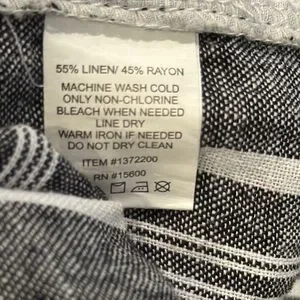 55% LINEN/ 45% RAYON
MACHINE WASH COLD
ONLY NON-CHLORINE
BLEACH WHEN NEEDED
LINE DRY
WARM IRON IF NEEDED
DO NOT DRY CLEAN
ITEM #1372200
RN #15600